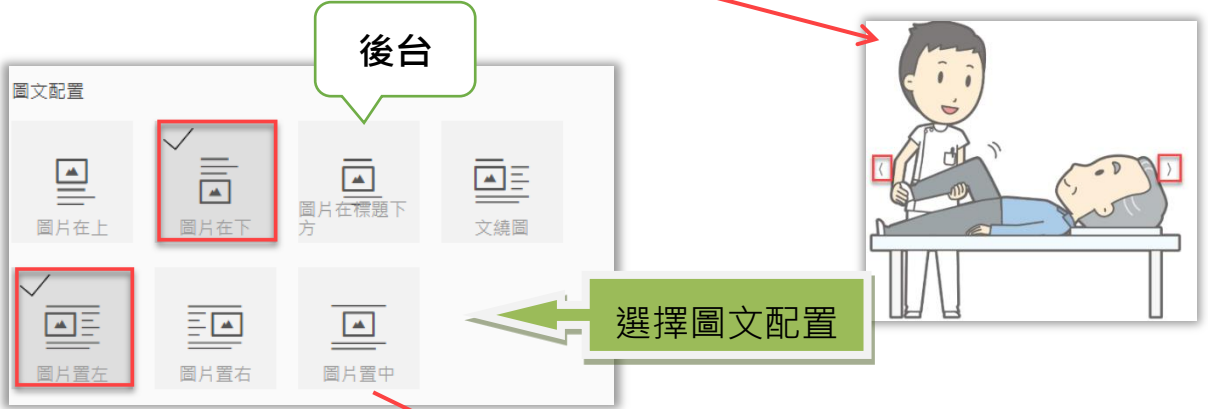 後台
圖文配置
圖片在上
圖片在下
圖片在標題下
方
文繞圖
圖片置左
圖片置右
圖片置中
選擇圖文配置
〈
〉